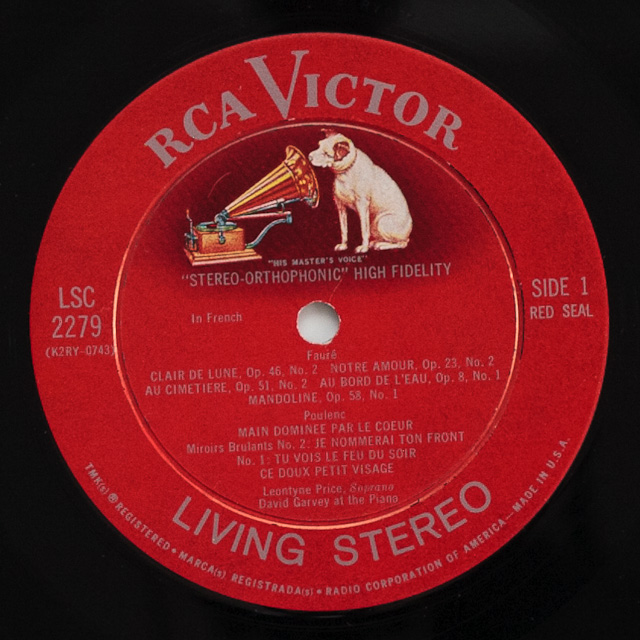 RCA VICTOR
"HIS MASTER'S VOICE"
"STEREO-ORTHOPHONIC" HIGH FIDELITY
LSC
2279
(K2RY-0743)
SIDE 1
RED SEAL
In French
Fauré
CLAIR DE LUNE, Op. 46, No. 2 NOTRE AMOUR, Op. 23, No. 2
AU CIMETIERE, Op. 51, No. 2 AU BORD DE L'EAU, Op. 8, No. 1
MANDOLINE, Op. 58, No. 1
Poulenc
MAIN DOMINEE PAR LE COEUR
Miroirs Brulants No. 2: JE NOMMERAI TON FRONT
No. 1: TU VOIS LE FEU DU SOIR
CE DOUX PETIT VISAGE
Leontyne Price, Soprano
David Garvey at the Piano
LIVING STEREO
TMK(s) ® REGISTERED • MARCA(s) REGISTRADA(s) • RADIO CORPORATION OF AMERICA — MADE IN U.S.A.